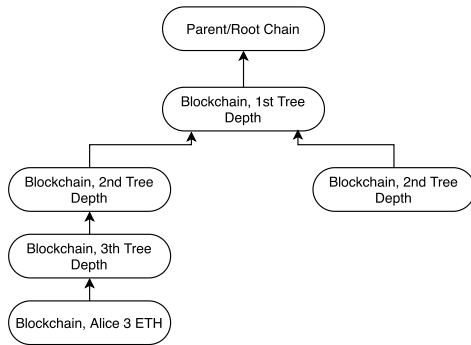 Parent/Root Chain
Blockchain, 1st Tree
Depth
Blockchain, 2nd Tree
Depth
Blockchain, 2nd Tree
Depth
Blockchain, 3th Tree
Depth
Blockchain, Alice 3 ETH